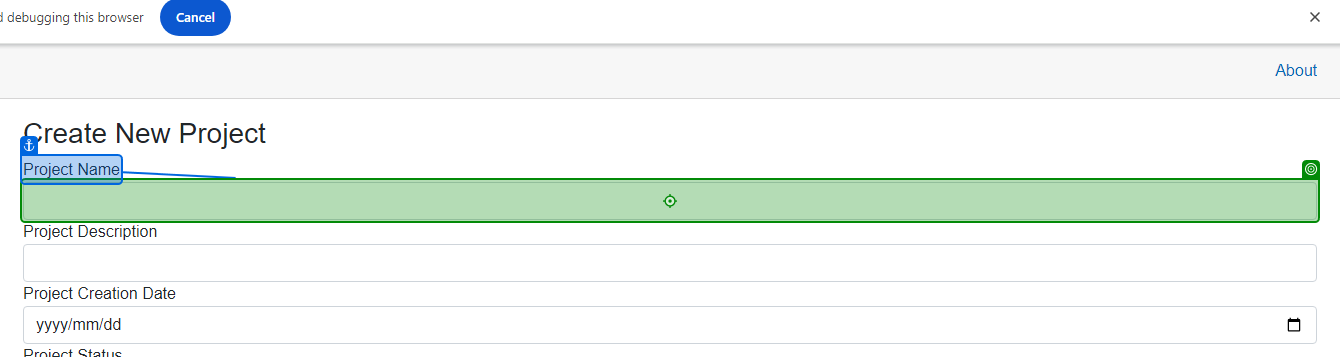 debugging this browser
Cancel
About
Create New Project
Project Name
Project Description
Project Creation Date
yyyy/mm/dd
Project Status